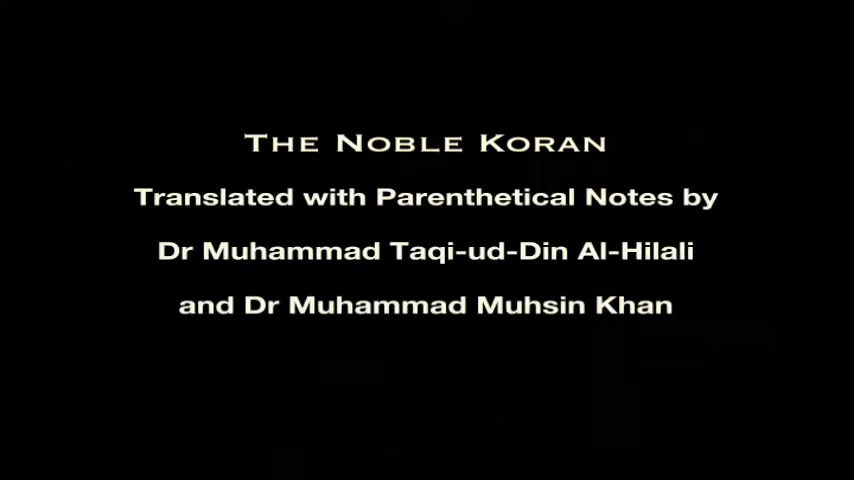 THE NOBLE KORAN
Translated with Parenthetical Notes by
Dr Muhammad Taqi-ud-Din Al-Hilali
and Dr Muhammad Muhsin Khan